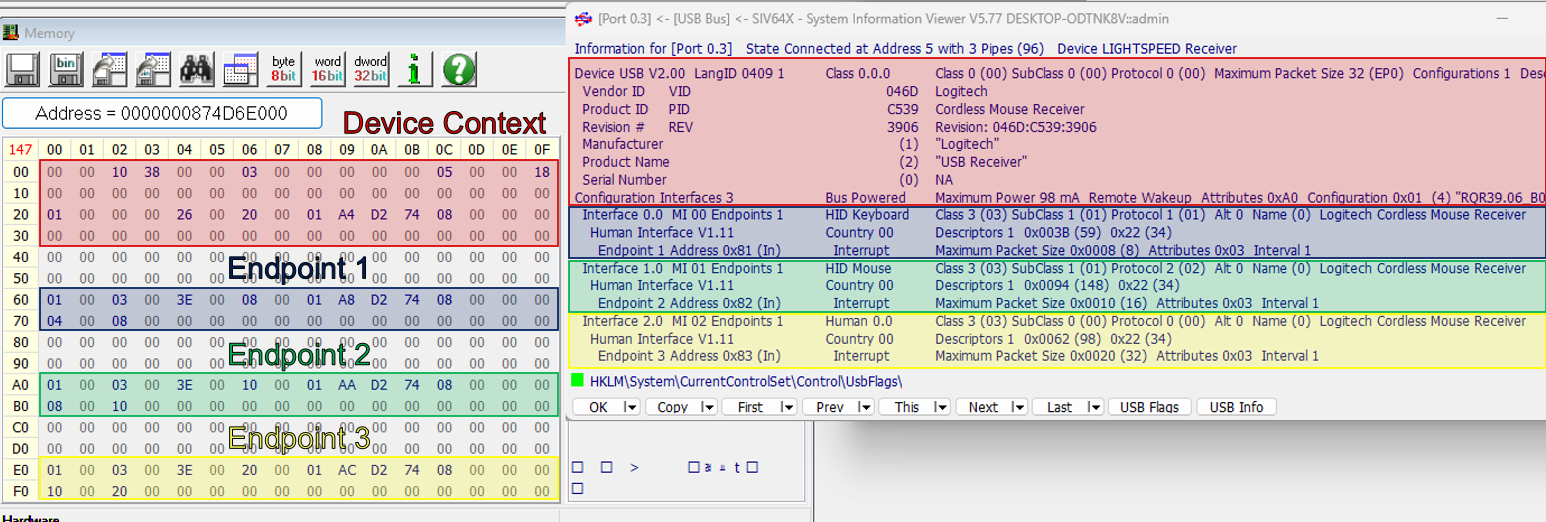 Memory
bin
byte 8bit
word 16bit
dword 32bit
Address = 0000000874D6E000
Device Context
147 00 01 02 03 04 05 06 07 08 09 0A 0B 0C 0D 0E 0F
00 00 00 10 38 00 00 03 00 00 00 00 00 05 00 00 18
10 00 00 00 00 00 00 00 00 00 00 00 00 00 00 00 00
20 01 00 00 00 26 00 20 00 01 A4 D2 74 08 00 00 00
30 00 00 00 00 00 00 00 00 00 00 00 00 00 00 00 00
40 00 00 00 00 00 00 00 00 00 00 00 00 00 00 00 00
Endpoint 1
50 00 00 00 00 00 00 00 00 00 00 00 00 00 00 00 00
60 01 00 03 00 3E 00 08 00 01 A8 D2 74 08 00 00 00
70 04 00 08 00 00 00 00 00 00 00 00 00 00 00 00 00
80 00 00 00 00 00 00 00 00 00 00 00 00 00 00 00 00
Endpoint 2
90 00 00 00 00 00 00 00 00 00 00 00 00 00 00 00 00
A0 01 00 03 00 3E 00 10 00 01 AA D2 74 08 00 00 00
B0 08 00 10 00 00 00 00 00 00 00 00 00 00 00 00 00
C0 00 00 00 00 00 00 00 00 00 00 00 00 00 00 00 00
Endpoint 3
D0 00 00 00 00 00 00 00 00 00 00 00 00 00 00 00 00
E0 01 00 03 00 3E 00 20 00 01 AC D2 74 08 00 00 00
F0 10 00 20 00 00 00 00 00 00 00 00 00 00 00 00 00
Hardware
[Port 0.3] <- [USB Bus] <- SIV64X - System Information Viewer V5.77 DESKTOP-ODTNK8V::admin
Information for [Port 0.3] State Connected at Address 5 with 3 Pipes (96) Device LIGHTSPEED Receiver
Device USB V2.00 LangID 0409 1 Class 0.0.0 Class 0 (00) SubClass 0 (00) Protocol 0 (00) Maximum Packet Size 32 (EP0) Configurations 1 Des
Vendor ID VID 046D Logitech
Product ID PID C539 Cordless Mouse Receiver
Revision # REV 3906 Revision: 046D:C539:3906
Manufacturer (1) "Logitech"
Product Name (2) "USB Receiver"
Serial Number (0) NA
Configuration Interfaces 3 Bus Powered Maximum Power 98 mA Remote Wakeup Attributes 0xA0 Configuration 0x01 (4) "RQR39.06_B0
Interface 0.0 MI 00 Endpoints 1 HID Keyboard Class 3 (03) SubClass 1 (01) Protocol 1 (01) Alt 0 Name (0) Logitech Cordless Mouse Receiver
Human Interface V1.11 Country 00 Descriptors 1 0x003B (59) 0x22 (34)
Endpoint 1 Address 0x81 (In) Interrupt Maximum Packet Size 0x0008 (8) Attributes 0x03 Interval 1
Interface 1.0 MI 01 Endpoints 1 HID Mouse Class 3 (03) SubClass 1 (01) Protocol 2 (02) Alt 0 Name (0) Logitech Cordless Mouse Receiver
Human Interface V1.11 Country 00 Descriptors 1 0x0094 (148) 0x22 (34)
Endpoint 2 Address 0x82 (In) Interrupt Maximum Packet Size 0x0010 (16) Attributes 0x03 Interval 1
Interface 2.0 MI 02 Endpoints 1 Human 0.0 Class 3 (03) SubClass 0 (00) Protocol 0 (00) Alt 0 Name (0) Logitech Cordless Mouse Receiver
Human Interface V1.11 Country 00 Descriptors 1 0x0062 (98) 0x22 (34)
Endpoint 3 Address 0x83 (In) Interrupt Maximum Packet Size 0x0020 (32) Attributes 0x03 Interval 1
HKLM\System\CurrentControlSet\Control\UsbFlags\
OK Copy First Prev This Next Last USB Flags USB Info
> t